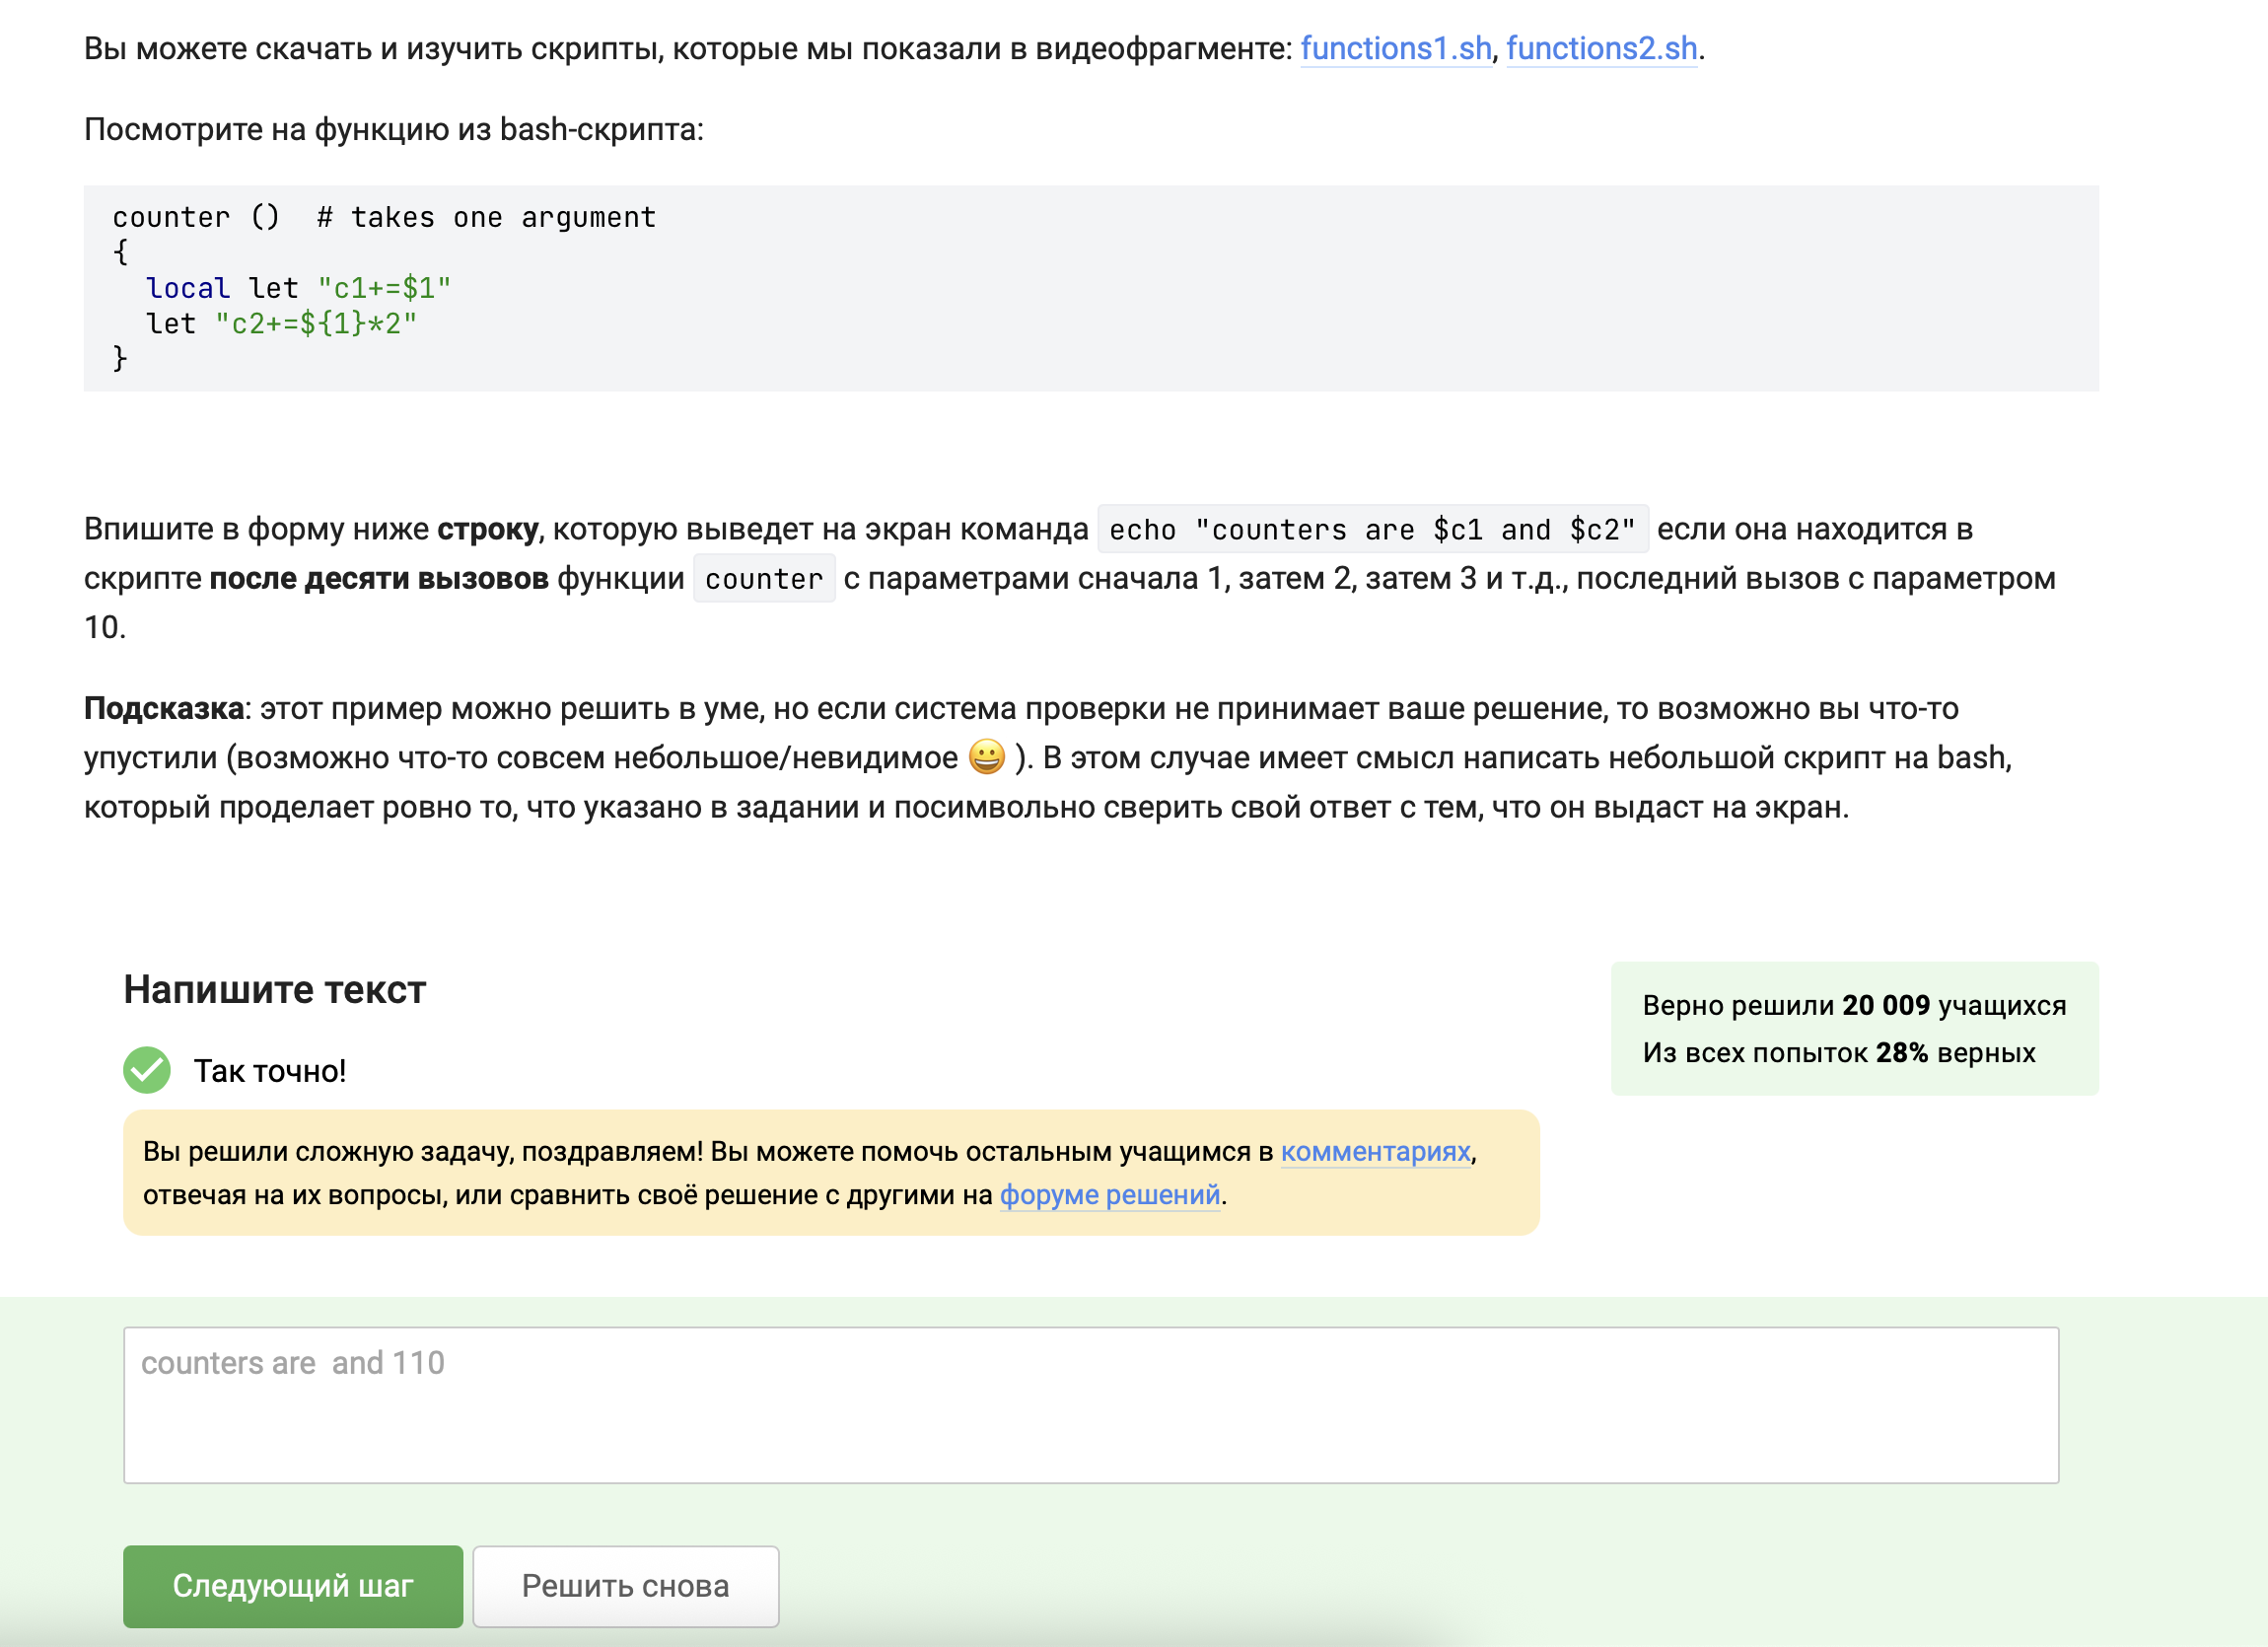 Вы можете скачать и изучить скрипты, которые мы показали в видеофрагменте: functions1.sh, functions2.sh.
Посмотрите на функцию из bash-скрипта:
counter ()  # takes one argument
{
  local let "c1+=$1"
  let "c2+=${1}*2"
}
Впишите в форму ниже строку, которую выведет на экран команда echo "counters are $c1 and $c2" если она находится в
скрипте после десяти вызовов функции counter с параметрами сначала 1, затем 2, затем 3 и т.д., последний вызов с параметром
10.
Подсказка: этот пример можно решить в уме, но если система проверки не принимает ваше решение, то возможно вы что-то
упустили (возможно что-то совсем небольшое/невидимое 😀 ). В этом случае имеет смысл написать небольшой скрипт на bash,
который проделает ровно то, что указано в задании и посимвольно сверить свой ответ с тем, что он выдаст на экран.
Напишите текст
Верно решили 20 009 учащихся
Из всех попыток 28% верных
Так точно!
Вы решили сложную задачу, поздравляем! Вы можете помочь остальным учащимся в комментариях,
отвечая на их вопросы, или сравнить своё решение с другими на форуме решений.
counters are  and 110
Следующий шаг
Решить снова